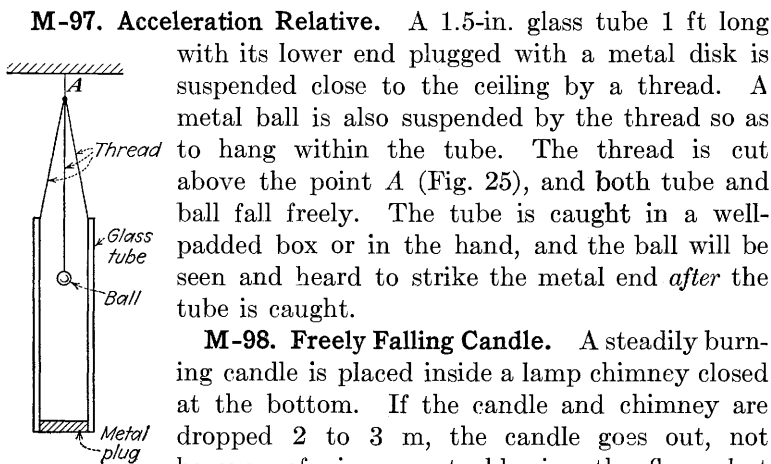 M-97. Acceleration Relative. A 1.5-in. glass tube 1 ft long
with its lower end plugged with a metal disk is
suspended close to the ceiling by a thread. A
metal ball is also suspended by the thread so as
to hang within the tube. The thread is cut
above the point A (Fig. 25), and both tube and
ball fall freely. The tube is caught in a well-
padded box or in the hand, and the ball will be
seen and heard to strike the metal end after the
tube is caught.
M-98. Freely Falling Candle. A steadily burn-
ing candle is placed inside a lamp chimney closed
at the bottom. If the candle and chimney are
dropped 2 to 3 m, the candle goes out, not
A
Thread
Glass
tube
Ball
Metal
plug